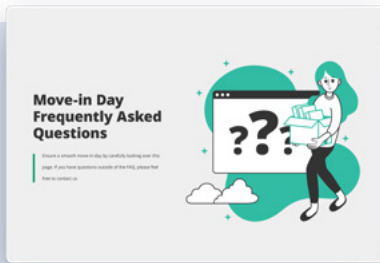 Move-in Day
Frequently Asked
Questions
Ensure a smooth move-in day by carefully looking over this
page. If you have questions outside of the FAQ, please feel
free to contact us.
???